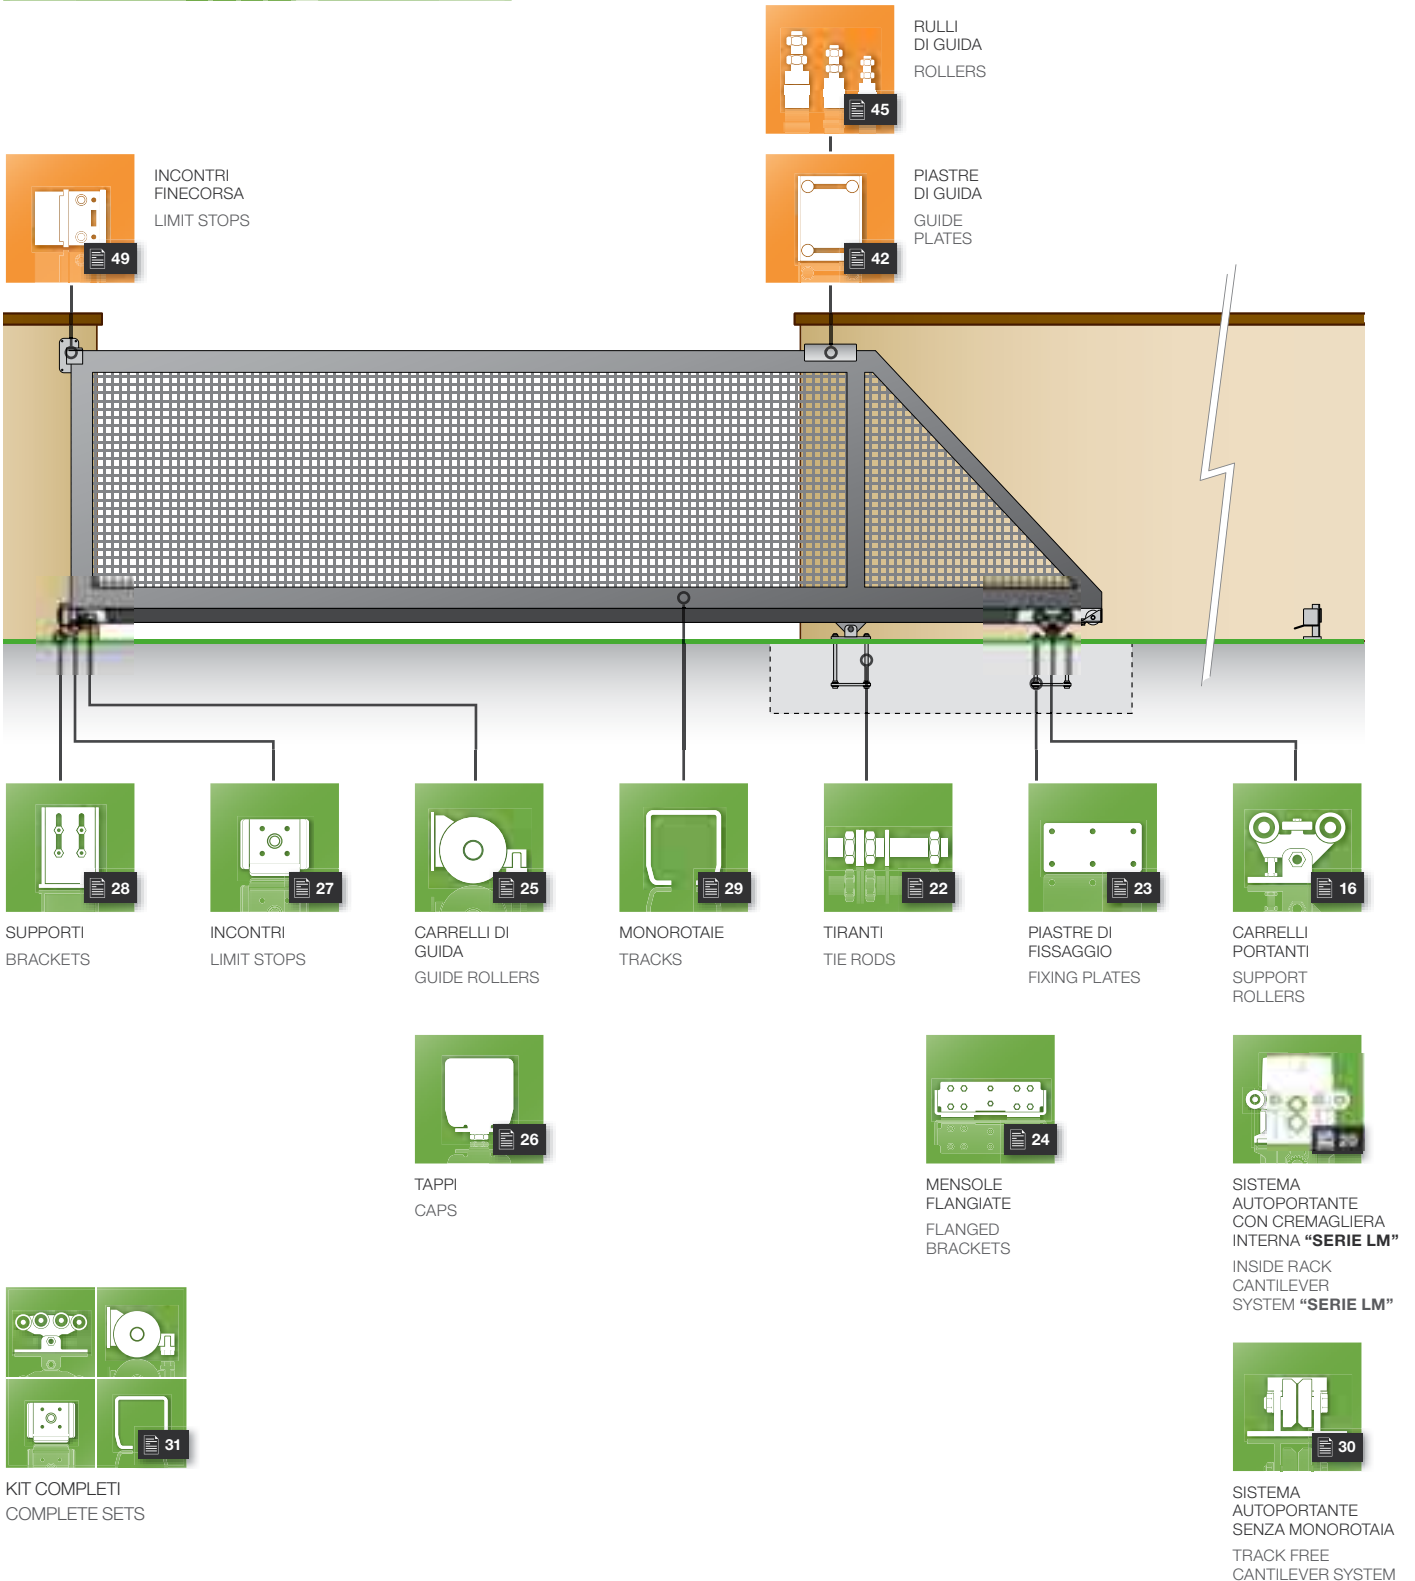 RULLI
DI GUIDA
ROLLERS
45
INCONTRI
FINECORSA
LIMIT STOPS
49
PIASTRE
DI GUIDA
GUIDE
PLATES
42
28
27
25
29
22
23
16
SUPPORTI
BRACKETS
INCONTRI
LIMIT STOPS
CARRELLI DI
GUIDA
GUIDE ROLLERS
MONOROTAIE
TRACKS
TIRANTI
TIE RODS
PIASTRE DI
FISSAGGIO
FIXING PLATES
CARRELLI
PORTANTI
SUPPORT
ROLLERS
26
24
20
TAPPI
CAPS
MENSOLE
FLANGIATE
FLANGED
BRACKETS
SISTEMA
AUTOPORTANTE
CON CREMAGLIERA
INTERNA “SERIE LM”
INSIDE RACK
CANTILEVER
SYSTEM “SERIE LM”
31
KIT COMPLETI
COMPLETE SETS
30
SISTEMA
AUTOPORTANTE
SENZA MONOROTAIA
TRACK FREE
CANTILEVER SYSTEM